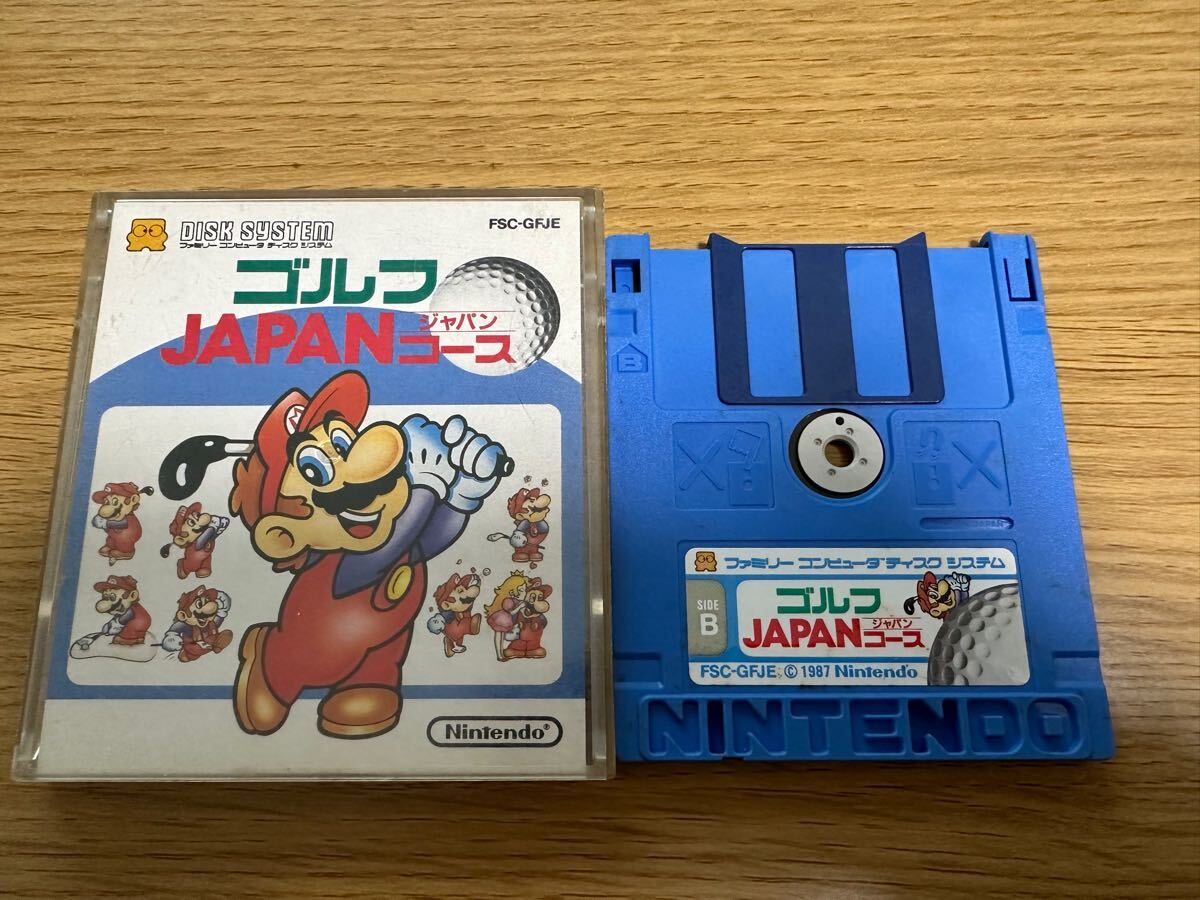 DISK SYSTEM
ファミリー コンピュータ ディスク システム
FSC-GFJE
ゴルフ
JAPANコース
ジャパン
M
Nintendo®
B
JAPAN
ファミリー コンピュータ ディスク システム
SIDE
B
ゴルフ
JAPANコース
ジャパン
FSC-GFJE © 1987 Nintendo
NINTENDO